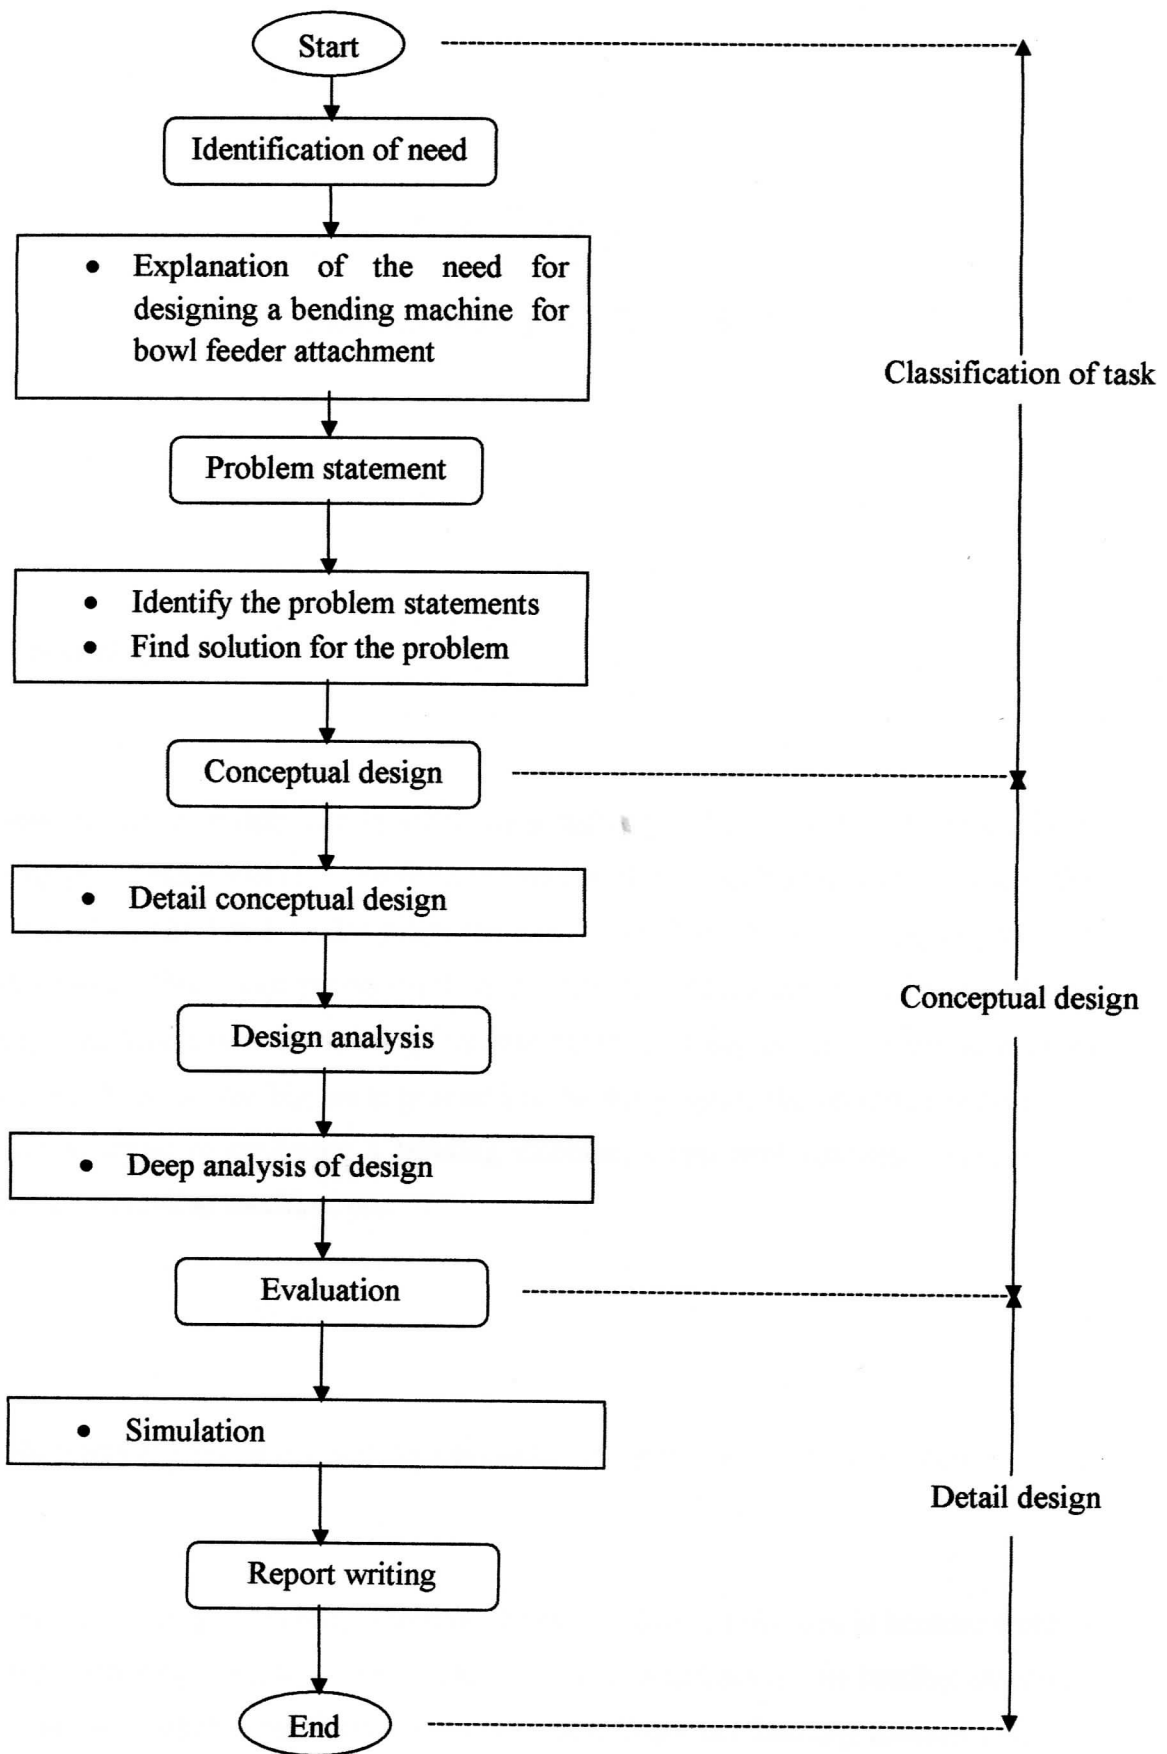 Start
Identification of need
• Explanation of the need for
designing a bending machine for
bowl feeder attachment
Classification of task
Problem statement
• Identify the problem statements
• Find solution for the problem
Conceptual design
• Detail conceptual design
Conceptual design
Design analysis
• Deep analysis of design
Evaluation
• Simulation
Detail design
Report writing
End